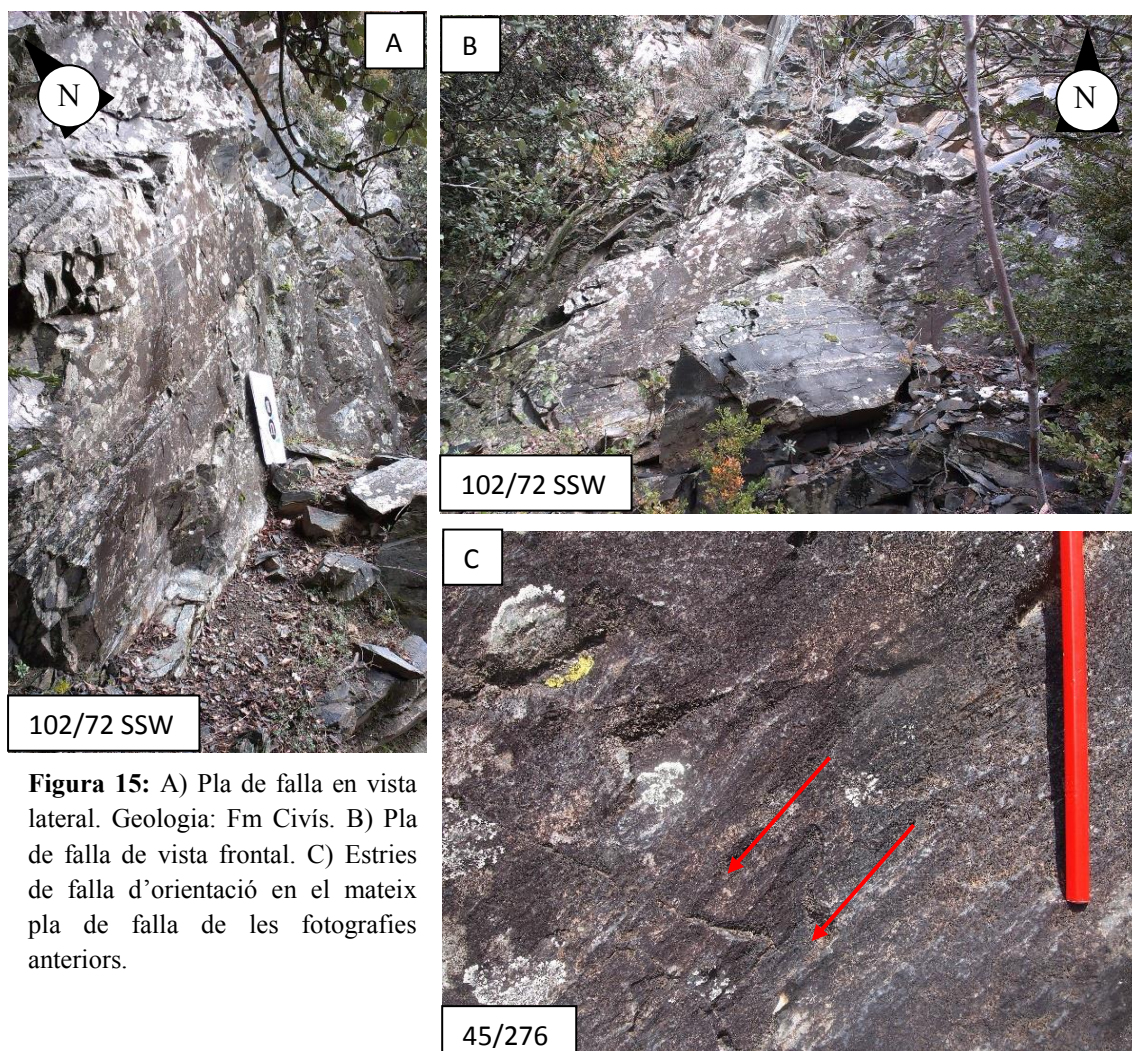 A
N
102/72 SSW
B
N
102/72 SSW
C
45/276
Figura 15: A) Pla de falla en vista
lateral. Geologia: Fm Civís. B) Pla
de falla de vista frontal. C) Estries
de falla d'orientació en el mateix
pla de falla de les fotografies
anteriors.